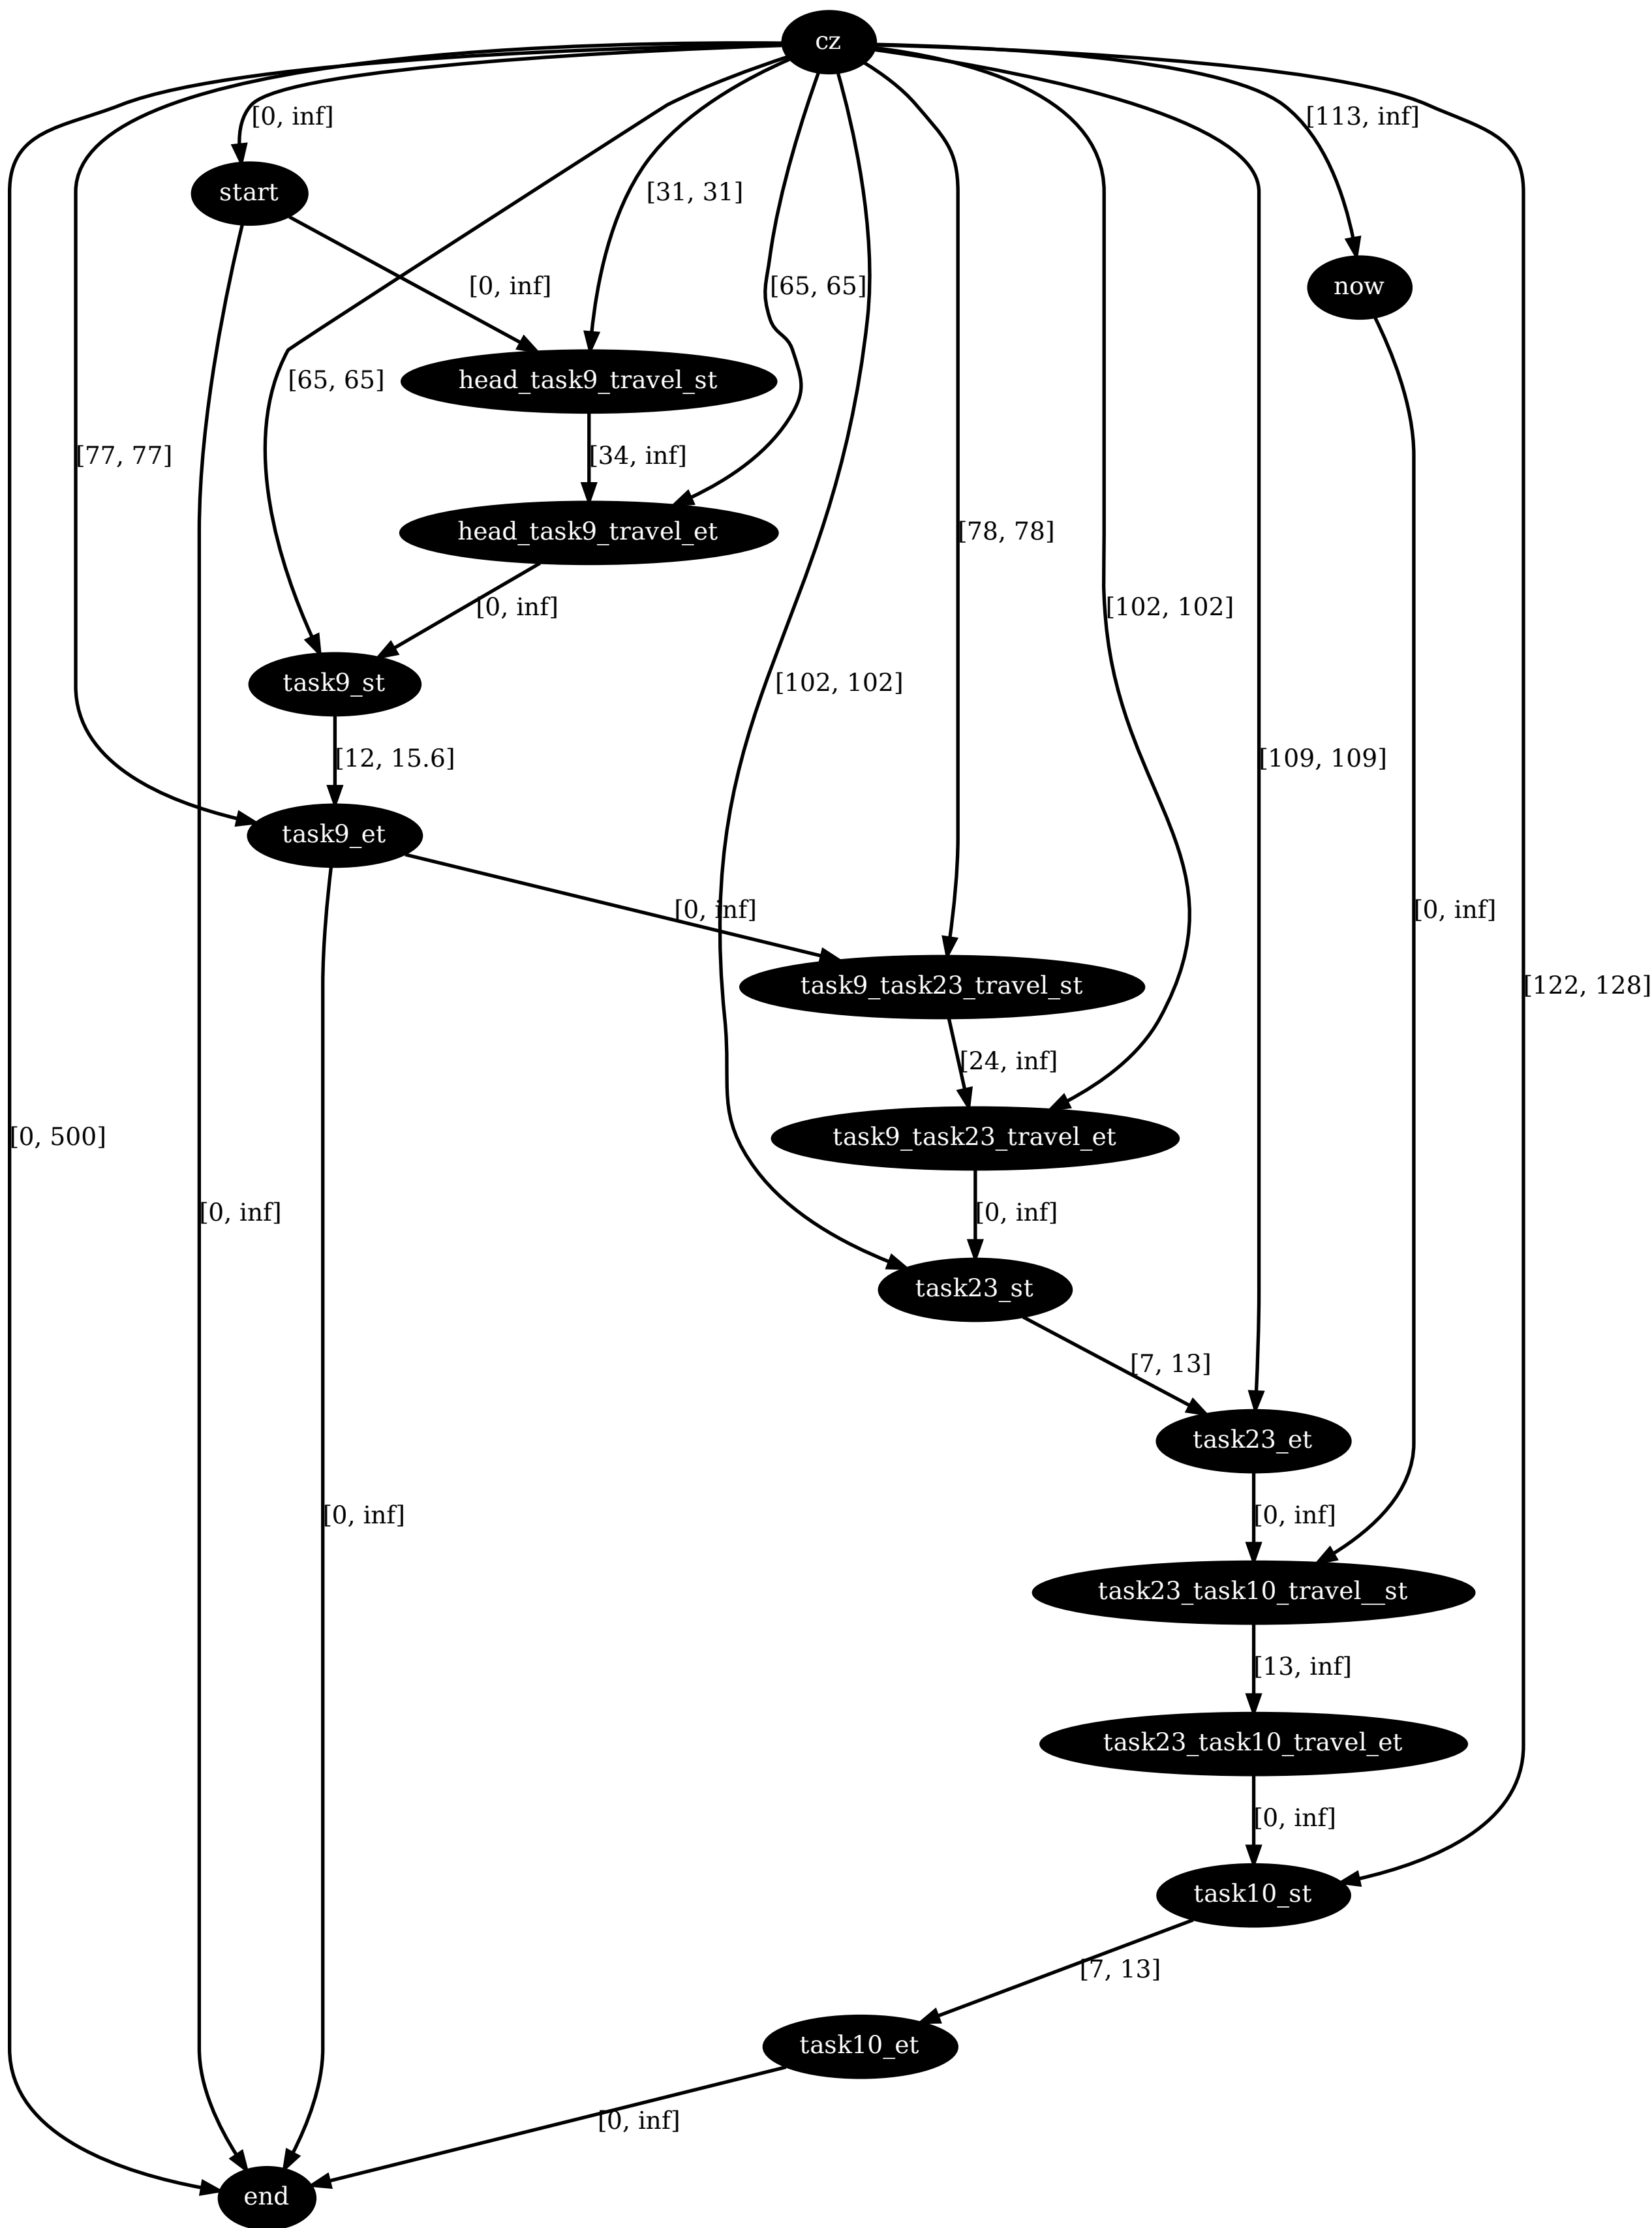 cz
[0, inf]
[113, inf]
start
[31, 31]
[0, inf]
[65, 65]
now
[65, 65]
head_task9_travel_st
[77, 77]
[34, inf]
head_task9_travel_et
[78, 78]
[0, inf]
[102, 102]
task9_st
[102, 102]
[12, 15.6]
[109, 109]
task9_et
[0, inf]
[0, inf]
task9_task23_travel_st
[122, 128]
[24, inf]
[0, 500]
task9_task23_travel_et
[0, inf]
[0, inf]
task23_st
[7, 13]
task23_et
[0, inf]
[0, inf]
task23_task10_travel__st
[13, inf]
task23_task10_travel_et
[0, inf]
task10_st
[7, 13]
task10_et
[0, inf]
end